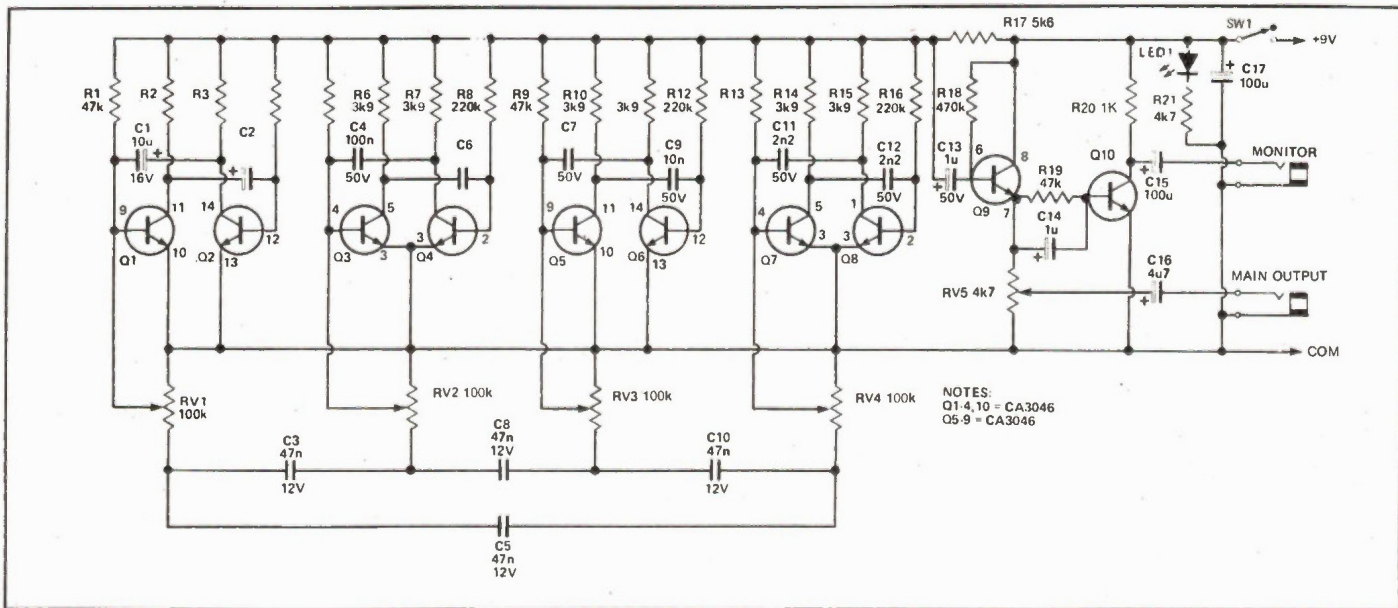 R17 5k6
SW1
+9V
LED1
C17
100u
R1
47k
R2
R3
R6
3k9
R7
3k9
R8
220k
R9
47k
R10
3k9
3k9
R12
220k
R13
R14
3k9
R15
3k9
R16
220k
R18
470k
R20 1K
R21
4k7
C1
10u
16V
C2
C4
100n
50V
C6
C7
50V
C9
10n
50V
C11
2n2
50V
C12
2n2
50V
C13
1u
50V
MONITOR
C15
100u
6
8
7
Q9
R19
47k
Q10
C14
1u
9
11
10
Q1
14
12
13
Q2
4
5
3
Q3
3
2
Q4
9
11
10
Q5
14
12
13
Q6
4
5
3
Q7
1
3
2
Q8
C16
4u7
MAIN OUTPUT
RV5 4k7
COM
RV1
100k
RV2 100k
RV3 100k
RV4 100k
NOTES:
Q1-4, 10 = CA3046
Q5-9 = CA3046
C3
47n
12V
C8
47n
12V
C10
47n
12V
C5
47n
12V